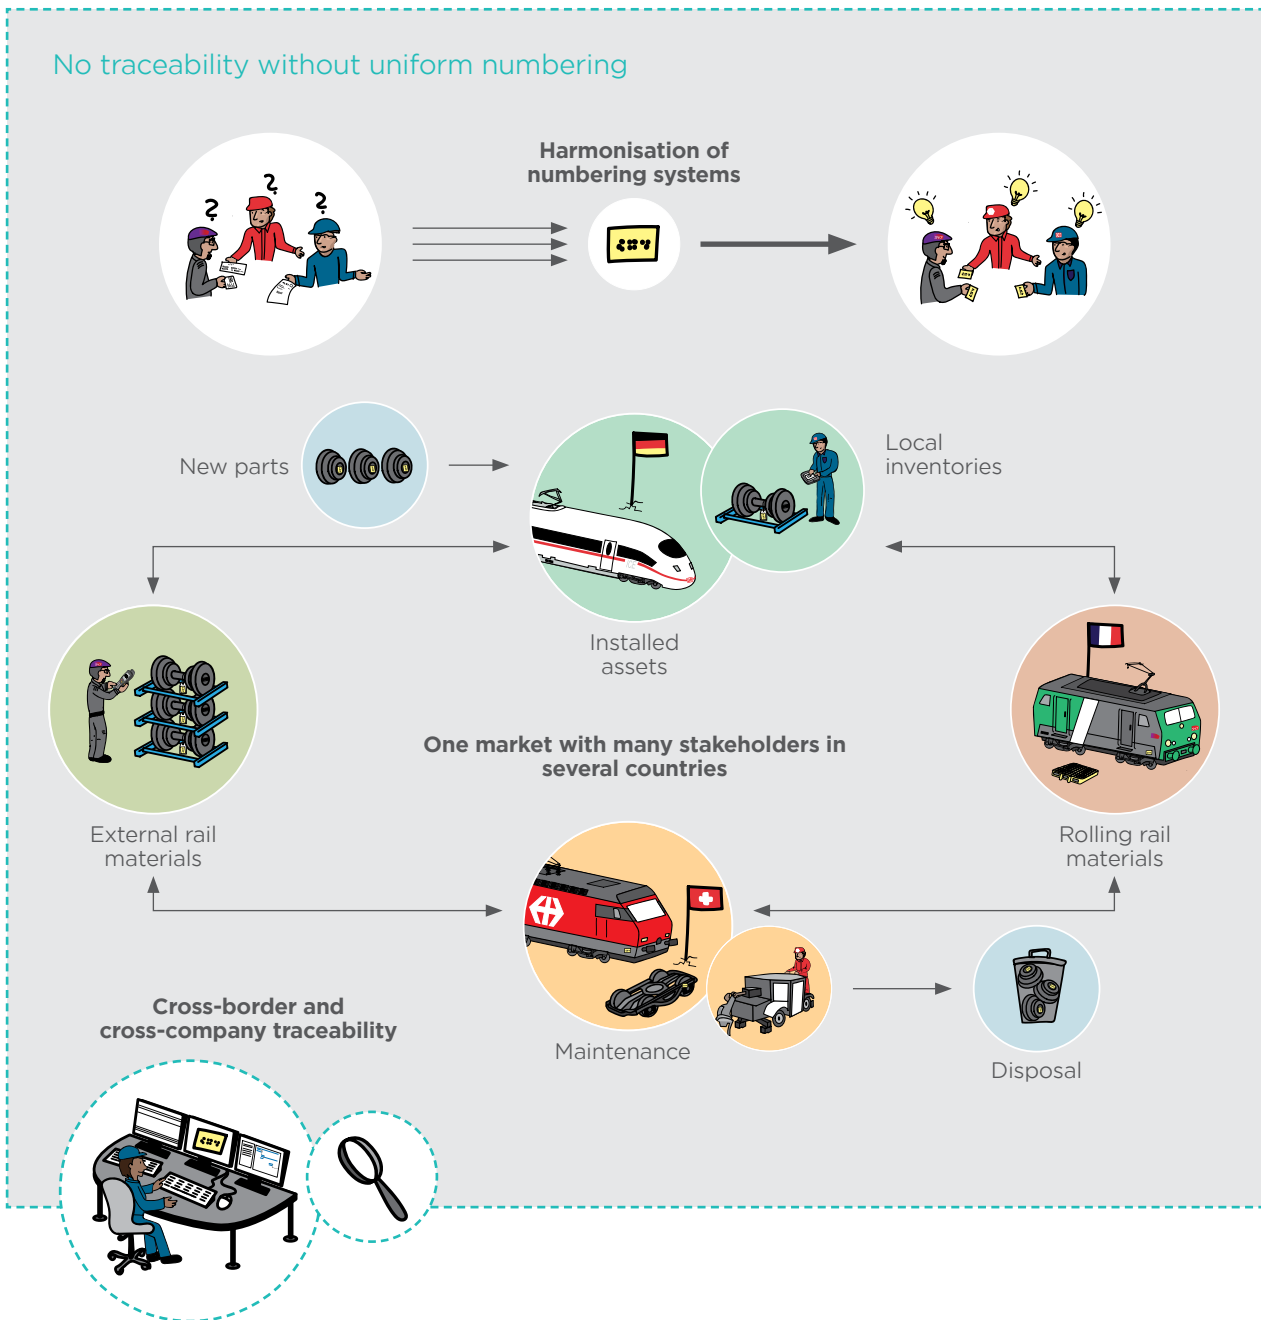 No traceability without uniform numbering
Harmonisation of
numbering systems
New parts
Local
inventories
Installed
assets
One market with many stakeholders in
several countries
External rail
materials
Rolling rail
materials
Maintenance
Disposal
Cross-border and
cross-company traceability